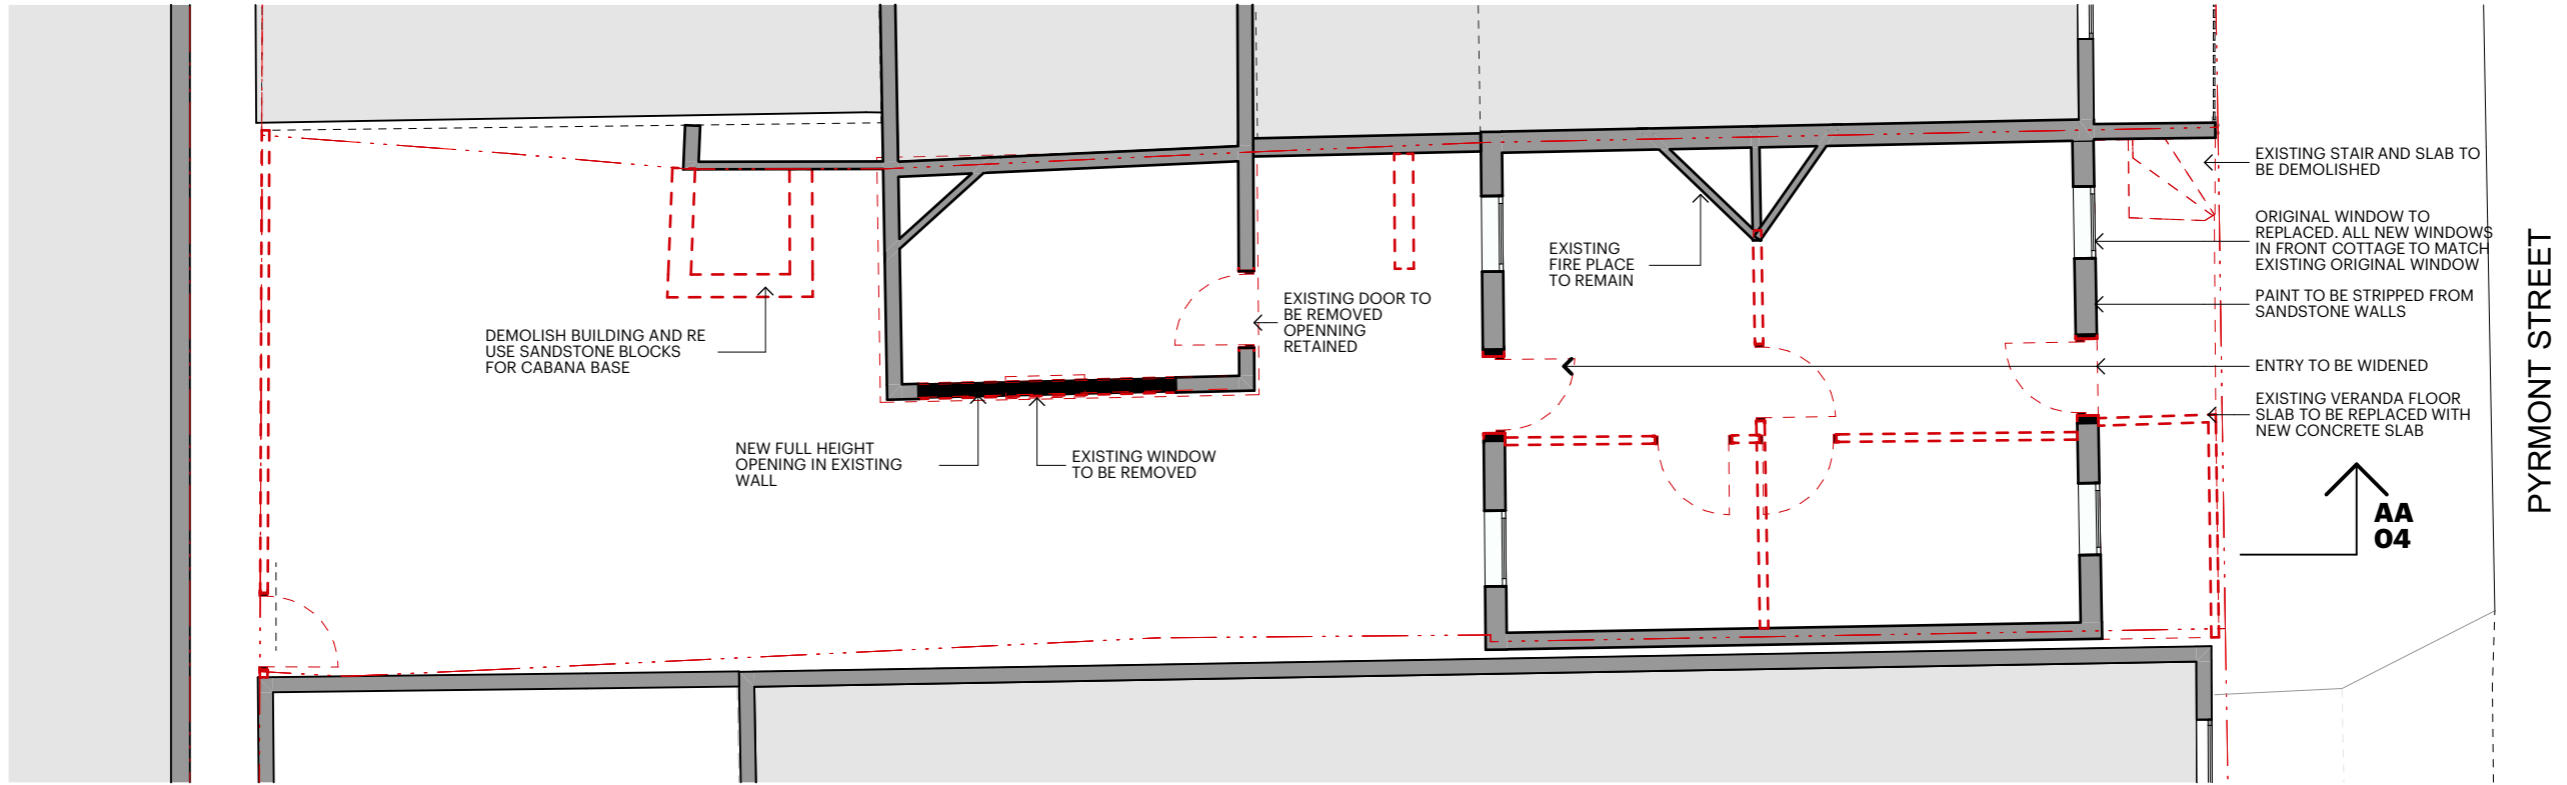 EXISTING STAIR AND SLAB TO
BE DEMOLISHED
ORIGINAL WINDOW TO
REPLACED. ALL NEW WINDOWS
IN FRONT COTTAGE TO MATCH
EXISTING ORIGINAL WINDOW
PAINT TO BE STRIPPED FROM
SANDSTONE WALLS
ENTRY TO BE WIDENED
EXISTING VERANDA FLOOR
SLAB TO BE REPLACED WITH
NEW CONCRETE SLAB
EXISTING
FIRE PLACE
TO REMAIN
EXISTING DOOR TO
BE REMOVED
OPENNING
RETAINED
DEMOLISH BUILDING AND RE
USE SANDSTONE BLOCKS
FOR CABANA BASE
NEW FULL HEIGHT
OPENING IN EXISTING
WALL
EXISTING WINDOW
TO BE REMOVED
AA
04
PYRMONT STREET